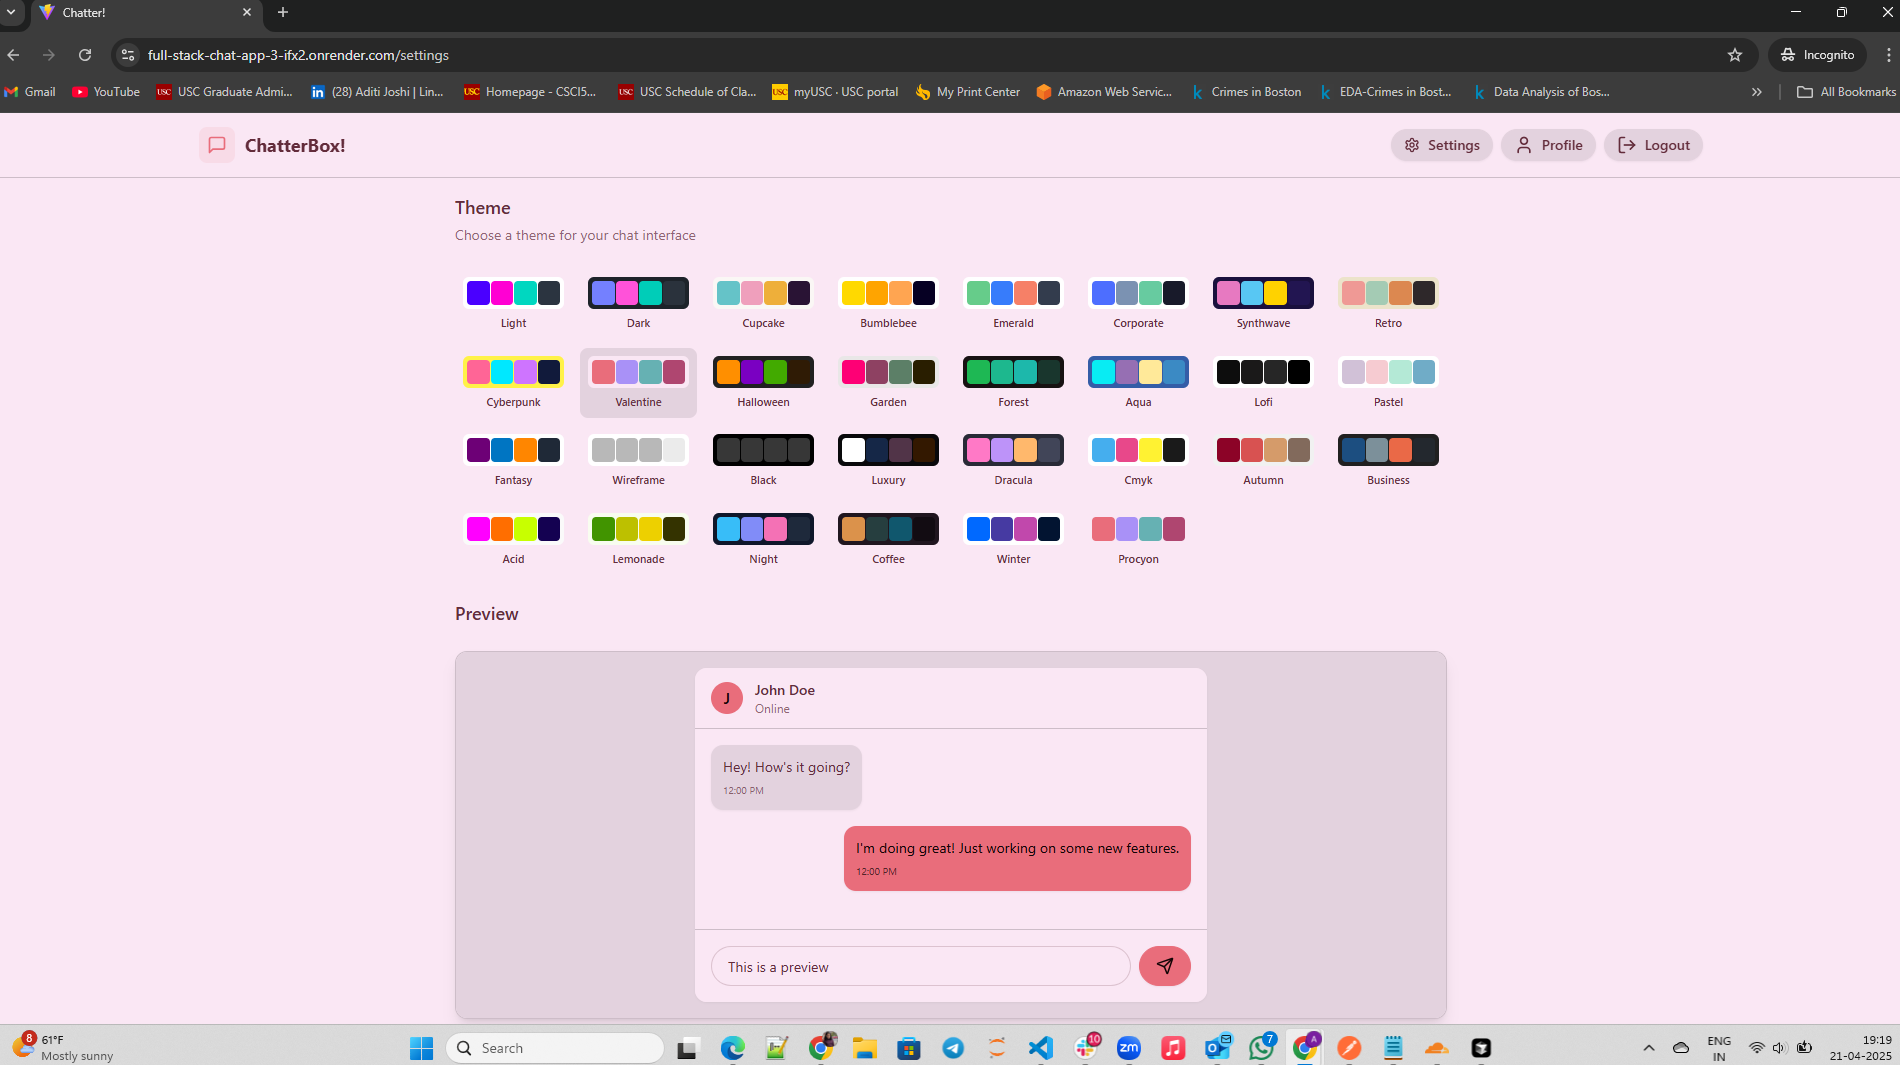 Chatter!
full-stack-chat-app-3-ifx2.onrender.com/settings
Incognito
Gmail
YouTube
USC Graduate Admi...
(28) Aditi Joshi | Lin...
Homepage - CSCI5...
USC Schedule of Cla...
myUSC · USC portal
My Print Center
Amazon Web Servic...
Crimes in Boston
EDA-Crimes in Bost...
Data Analysis of Bos...
All Bookmarks
ChatterBox!
Settings
Profile
Logout
Theme
Choose a theme for your chat interface
Light
Dark
Cupcake
Bumblebee
Emerald
Corporate
Synthwave
Retro
Cyberpunk
Valentine
Halloween
Garden
Forest
Aqua
Lofi
Pastel
Fantasy
Wireframe
Black
Luxury
Dracula
Cmyk
Autumn
Business
Acid
Lemonade
Night
Coffee
Winter
Procyon
Preview
J
John Doe
Online
Hey! How's it going?
12:00 PM
I'm doing great! Just working on some new features.
12:00 PM
This is a preview
8
61°F
Mostly sunny
Search
10
zm
7
A
ENG
IN
19:19
21-04-2025